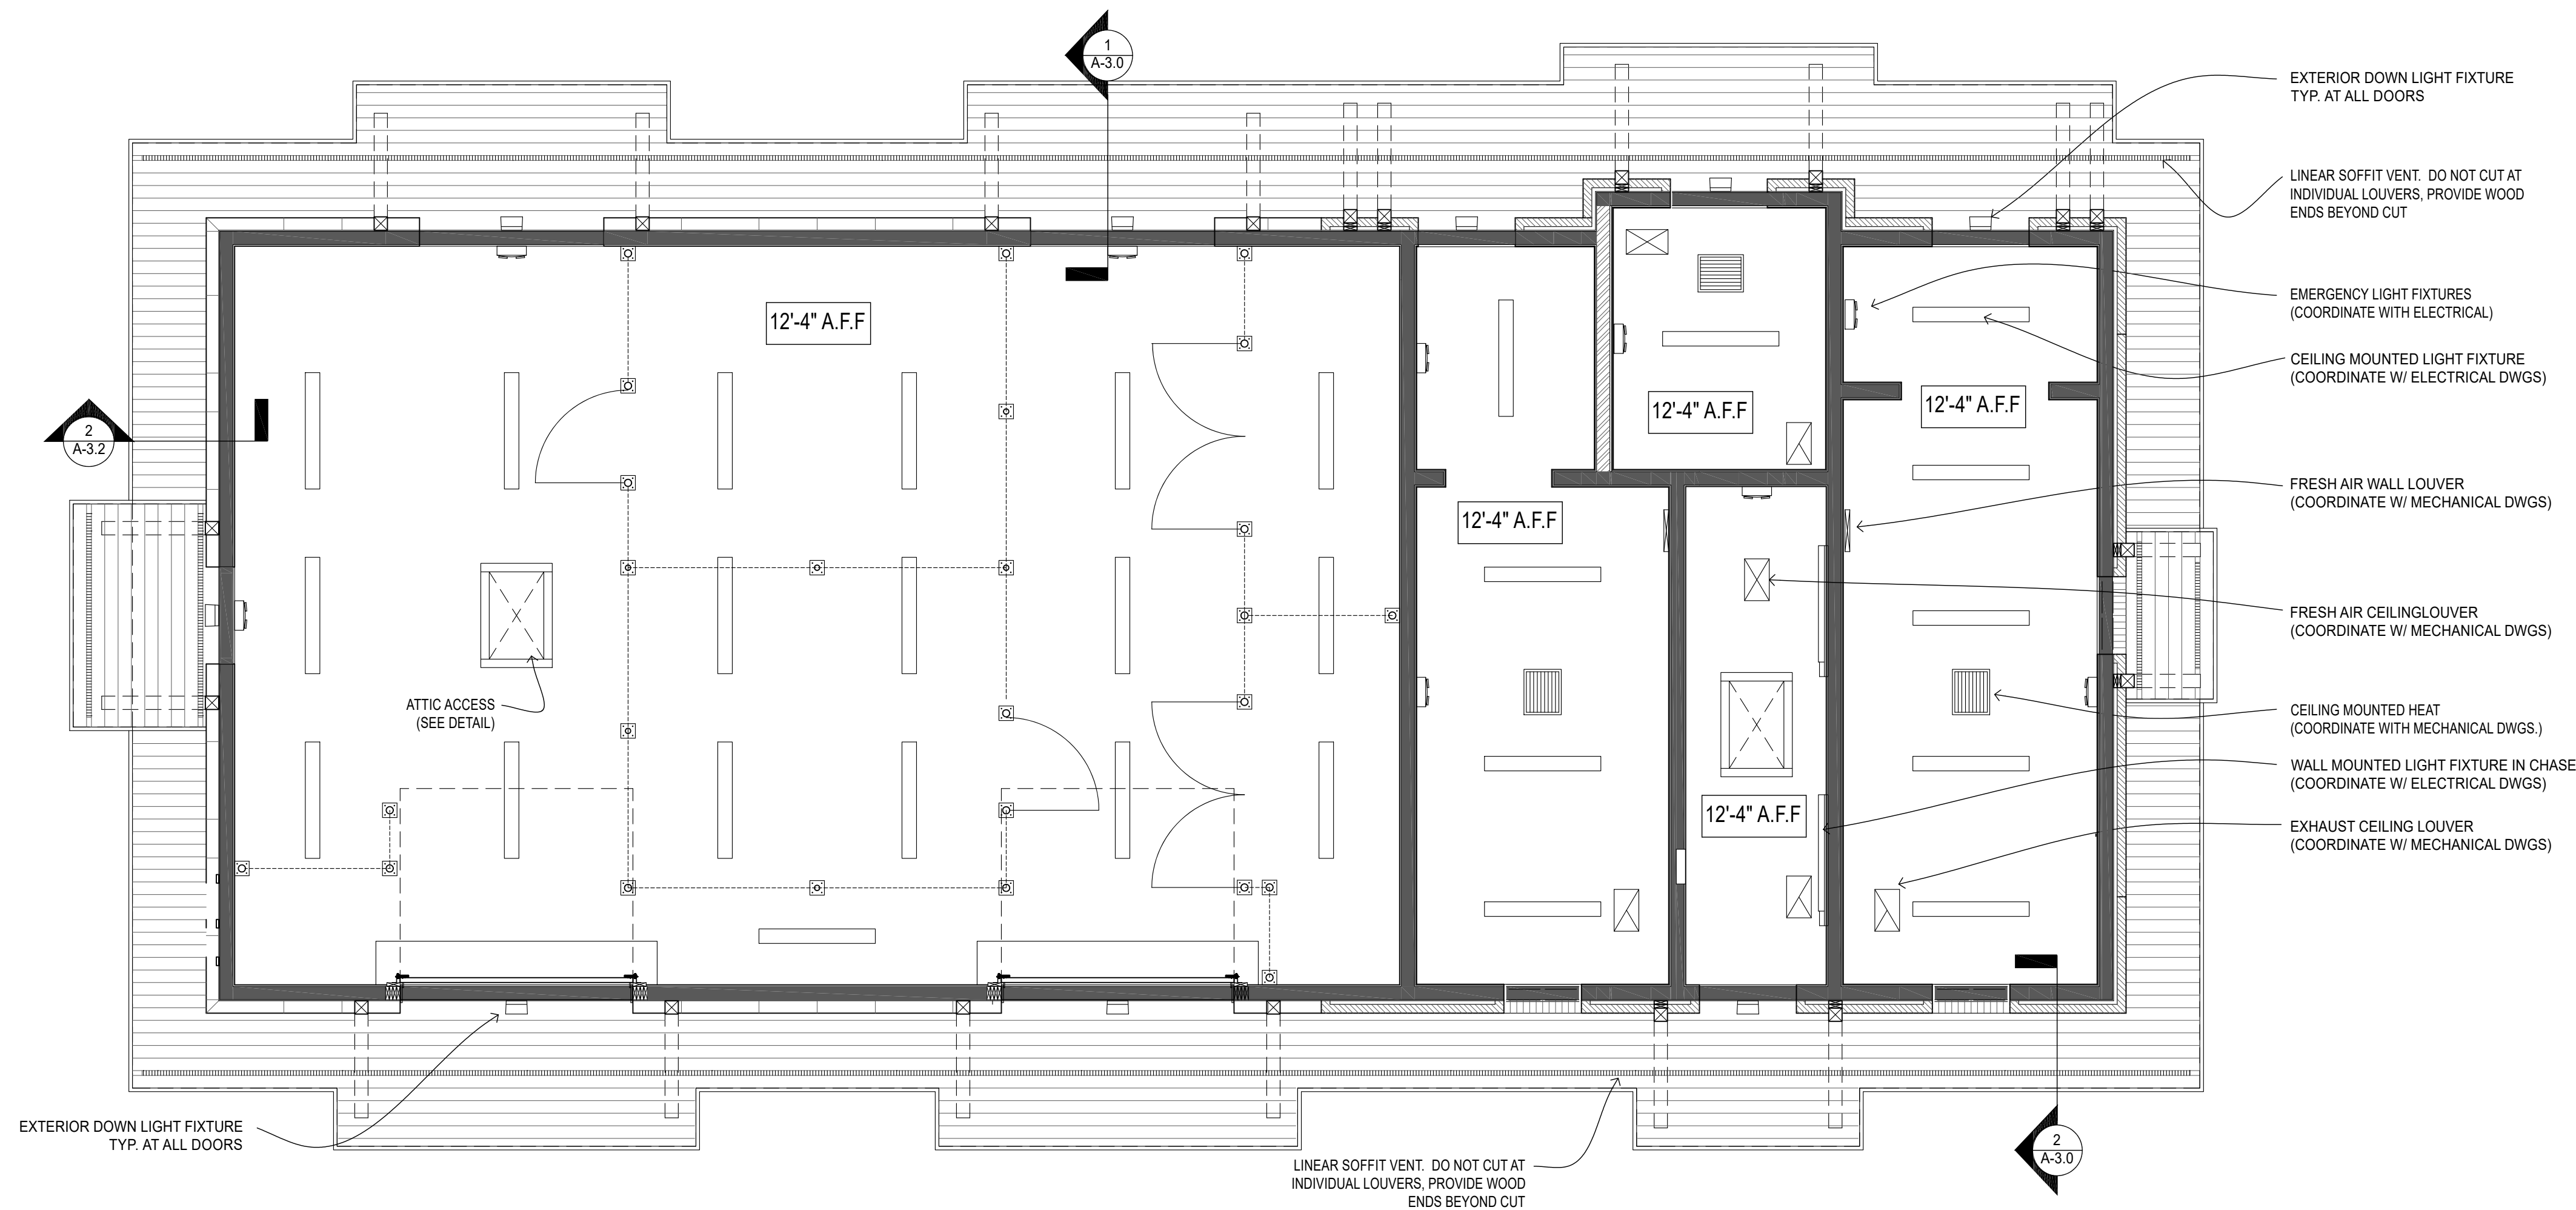 1
A-3.0
EXTERIOR DOWN LIGHT FIXTURE
TYP. AT ALL DOORS
LINEAR SOFFIT VENT. DO NOT CUT AT
INDIVIDUAL LOUVERS, PROVIDE WOOD
ENDS BEYOND CUT
EMERGENCY LIGHT FIXTURES
(COORDINATE WITH ELECTRICAL)
12'-4" A.F.F
CEILING MOUNTED LIGHT FIXTURE
(COORDINATE W/ ELECTRICAL DWGS)
12'-4" A.F.F
12'-4" A.F.F
2
A-3.2
FRESH AIR WALL LOUVER
(COORDINATE W/ MECHANICAL DWGS)
12'-4" A.F.F
FRESH AIR CEILINGLOUVER
(COORDINATE W/ MECHANICAL DWGS)
ATTIC ACCESS
(SEE DETAIL)
CEILING MOUNTED HEAT
(COORDINATE WITH MECHANICAL DWGS.)
WALL MOUNTED LIGHT FIXTURE IN CHASE
(COORDINATE W/ ELECTRICAL DWGS)
12'-4" A.F.F
EXHAUST CEILING LOUVER
(COORDINATE W/ MECHANICAL DWGS)
EXTERIOR DOWN LIGHT FIXTURE
TYP. AT ALL DOORS
LINEAR SOFFIT VENT. DO NOT CUT AT
INDIVIDUAL LOUVERS, PROVIDE WOOD
ENDS BEYOND CUT
2
A-3.0